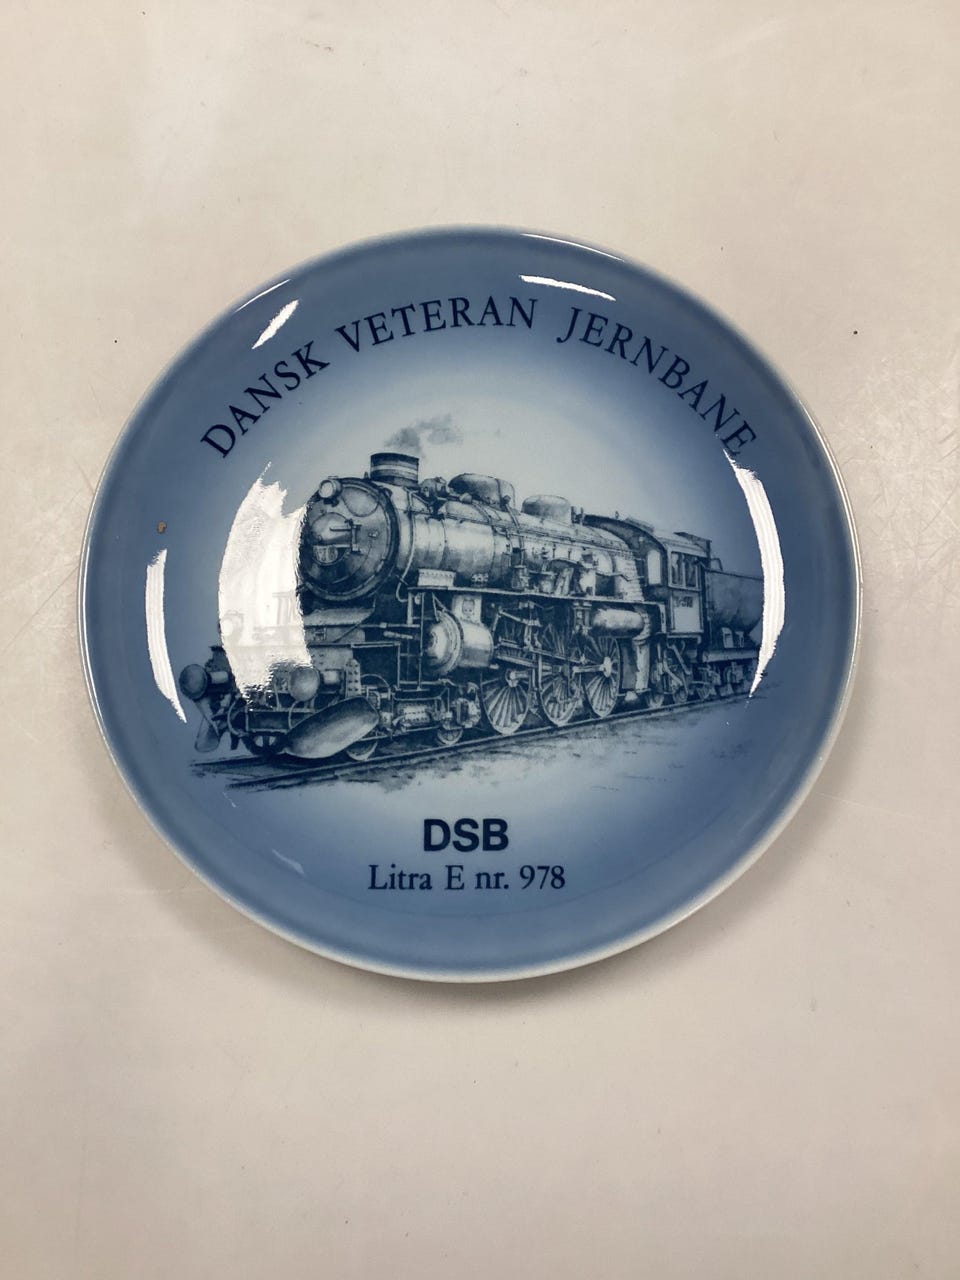 DANSK VETERAN JERNBANE
DSB
Litra E nr. 978